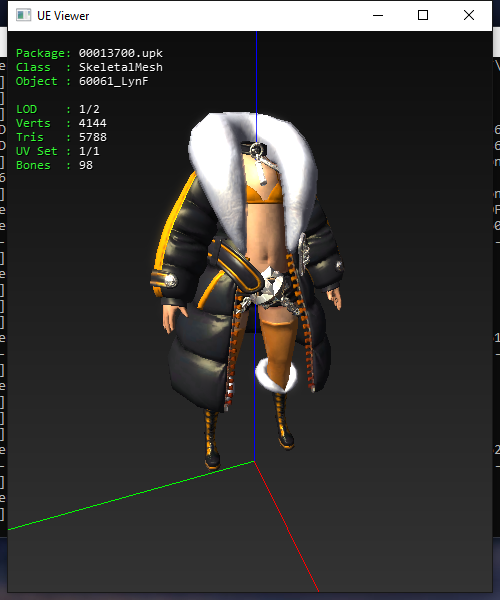 UE Viewer
Package: 00013700.upk
Class  : SkeletalMesh
Object : 60061_LynF
LOD    : 1/2
Verts  : 4144
Tris   : 5788
UV Set : 1/1
Bones  : 98